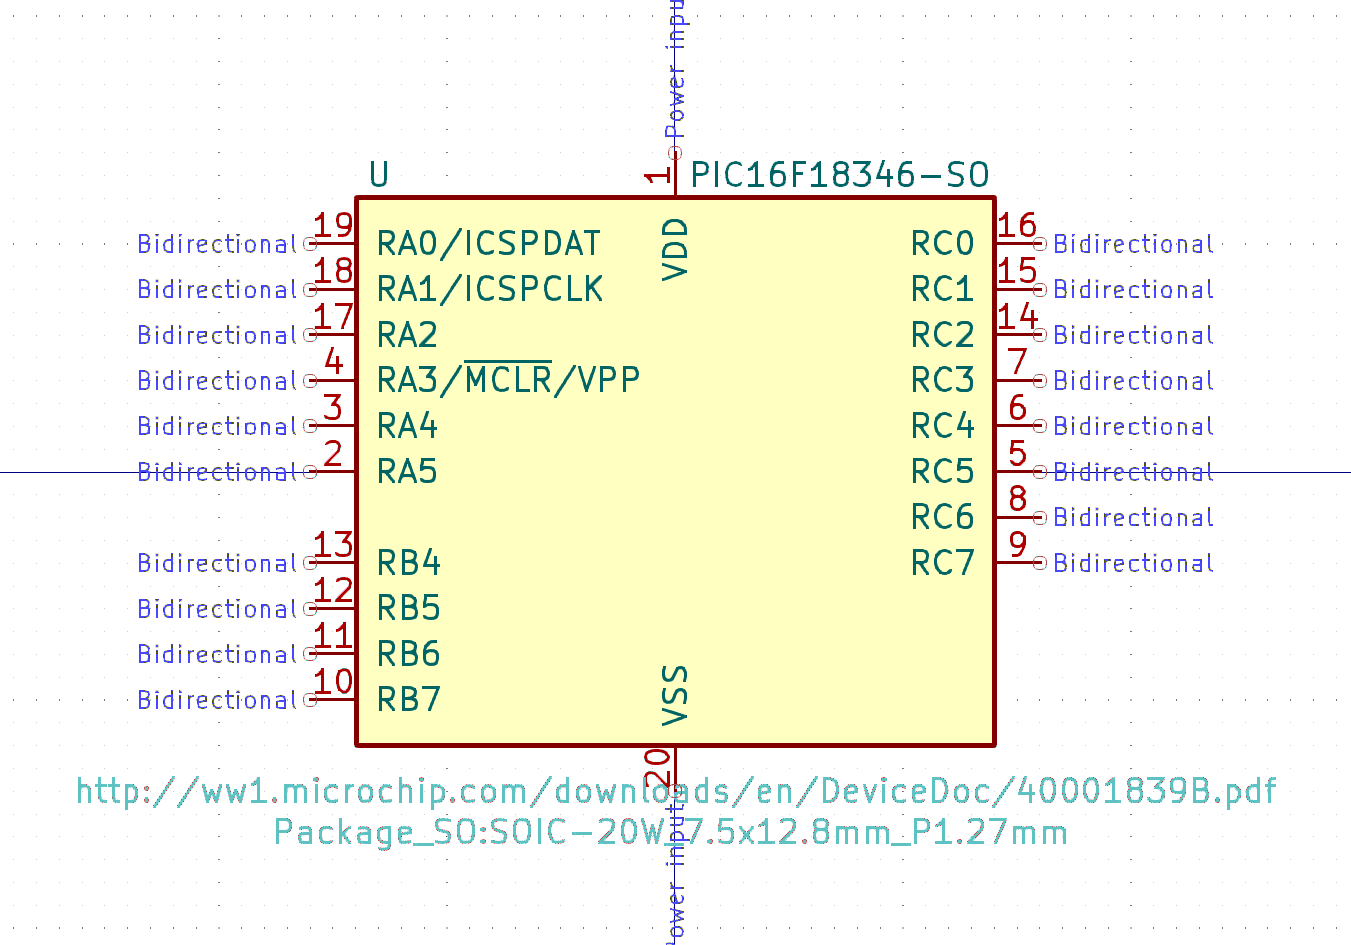 Power inpu
U
1
PIC16F18346-SO
VDD
Bidirectional 19 RA0/ICSPDAT
RC0 16 Bidirectional
Bidirectional 18 RA1/ICSPCLK
RC1 15 Bidirectional
Bidirectional 17 RA2
RC2 14 Bidirectional
Bidirectional 4 RA3/MCLR/VPP
RC3 7 Bidirectional
Bidirectional 3 RA4
RC4 6 Bidirectional
Bidirectional 2 RA5
RC5 5 Bidirectional
RC6 8 Bidirectional
Bidirectional 13 RB4
RC7 9 Bidirectional
Bidirectional 12 RB5
Bidirectional 11 RB6
Bidirectional 10 RB7
VSS
20
http://ww1.microchip.com/downloads/en/DeviceDoc/40001839B.pdf
Package_SO:SOIC-20W_7.5x12.8mm_P1.27mm
ower input